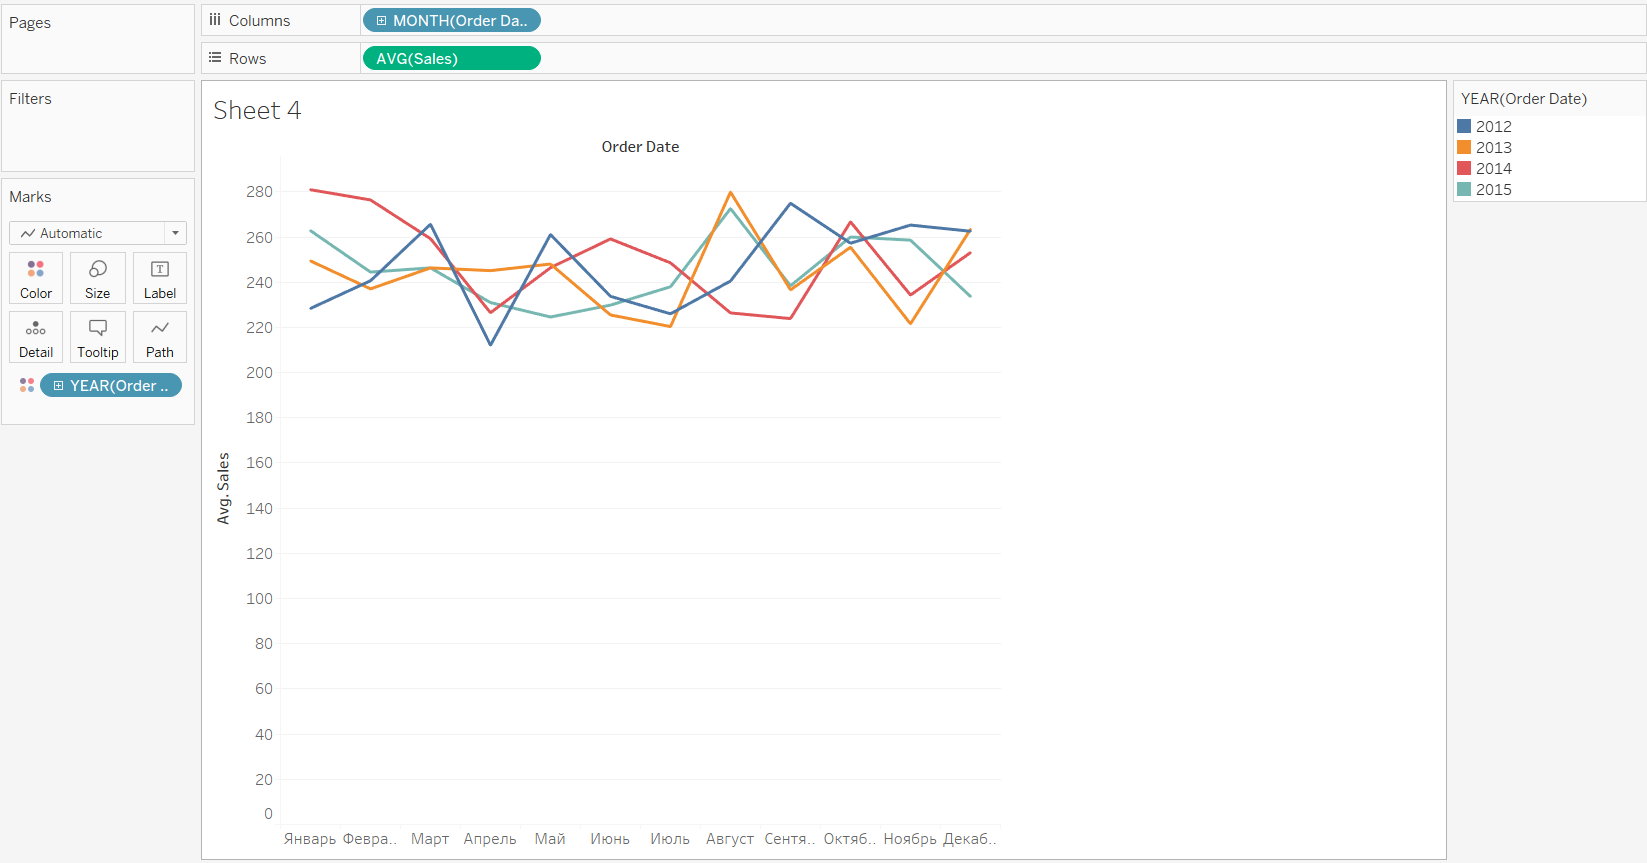 Pages
Columns
MONTH(Order Da..
Rows
AVG(Sales)
Filters
Marks
Automatic
Color
Size
Label
Detail
Tooltip
Path
YEAR(Order ..
Sheet 4
Order Date
Avg. Sales
280
260
240
220
200
180
160
140
120
100
80
60
40
20
0
Январь Февра.. Март Апрель Май Июнь Июль Август Сентя.. Октяб.. Ноябрь Декаб..
YEAR(Order Date)
2012
2013
2014
2015